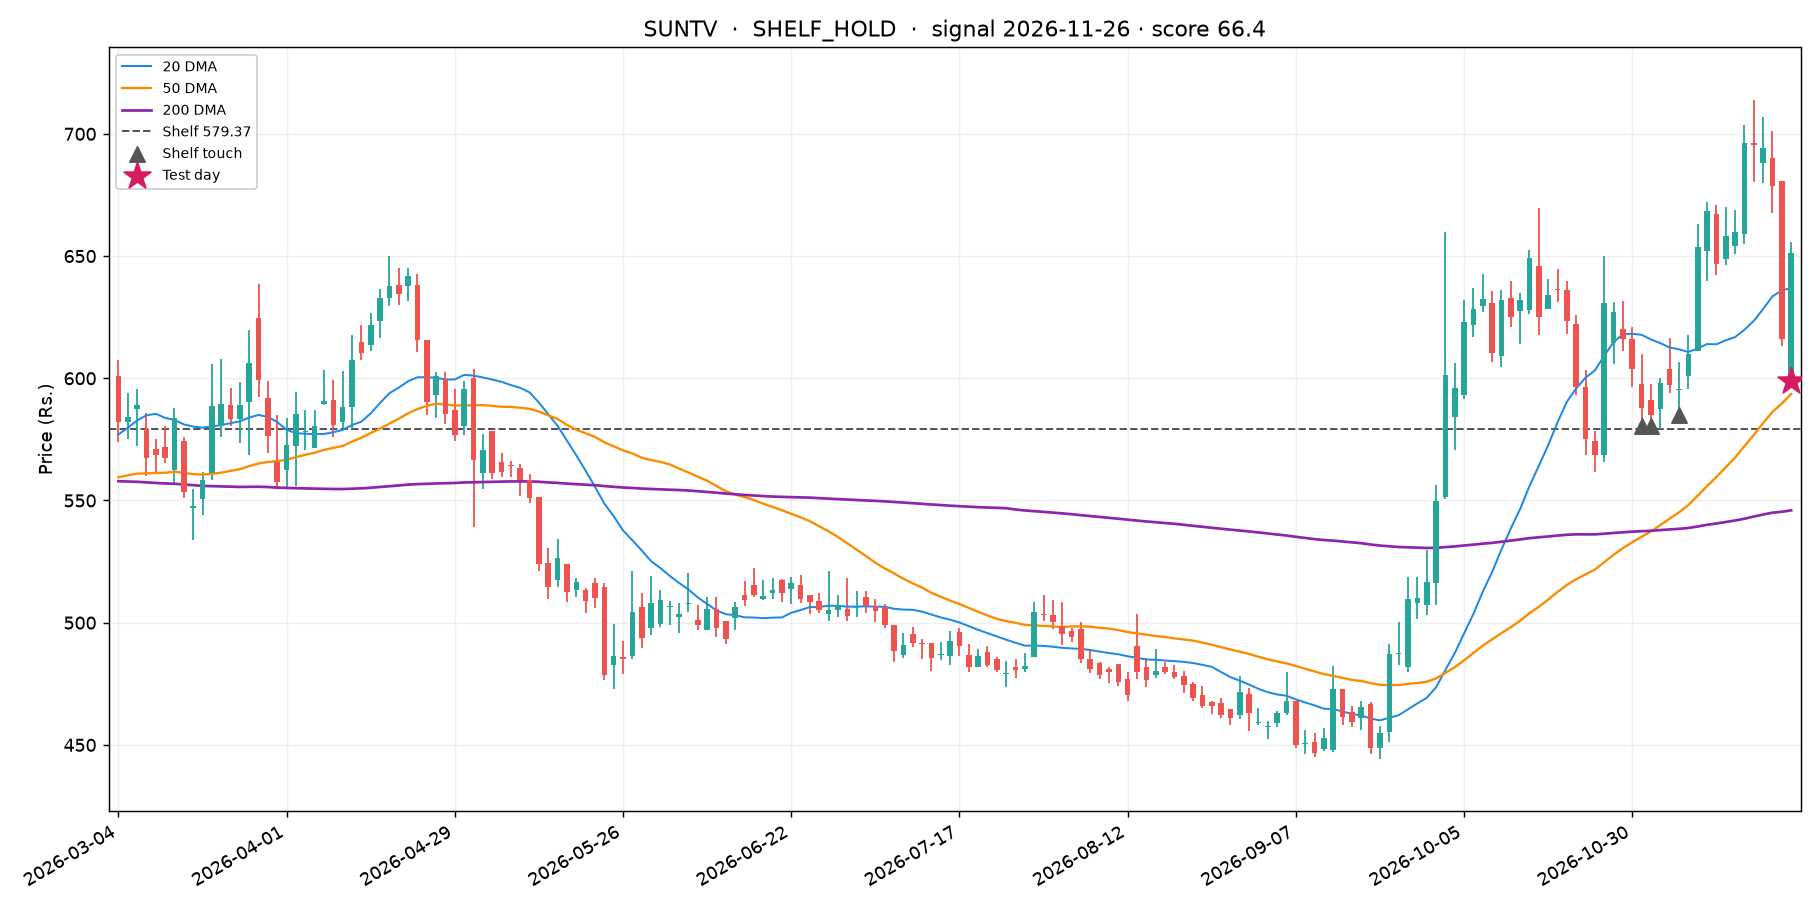 SUNTV · SHELF_HOLD · signal 2026-11-26 · score 66.4
20 DMA
50 DMA
200 DMA
Shelf 579.37
Shelf touch
Test day
Price (Rs.)
700
650
600
550
500
450
2026-03-04
2026-04-01
2026-04-29
2026-05-26
2026-06-22
2026-07-17
2026-08-12
2026-09-07
2026-10-05
2026-10-30